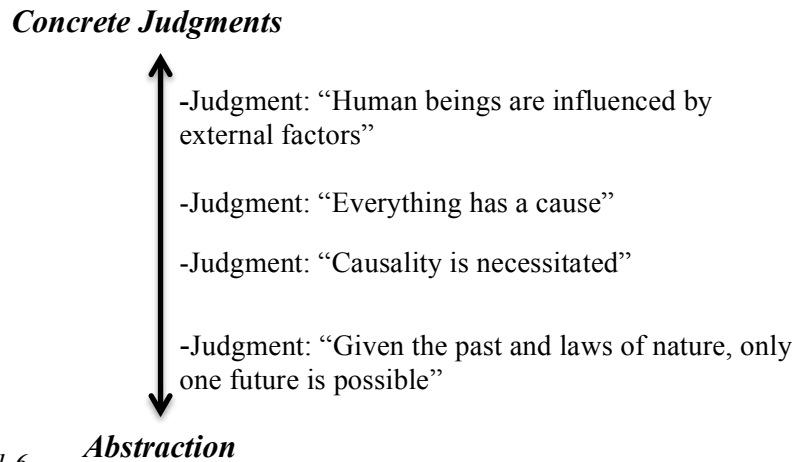 Concrete Judgments
-Judgment: “Human beings are influenced by
external factors”
-Judgment: “Everything has a cause”
-Judgment: “Causality is necessitated”
-Judgment: “Given the past and laws of nature, only
one future is possible”
Abstraction